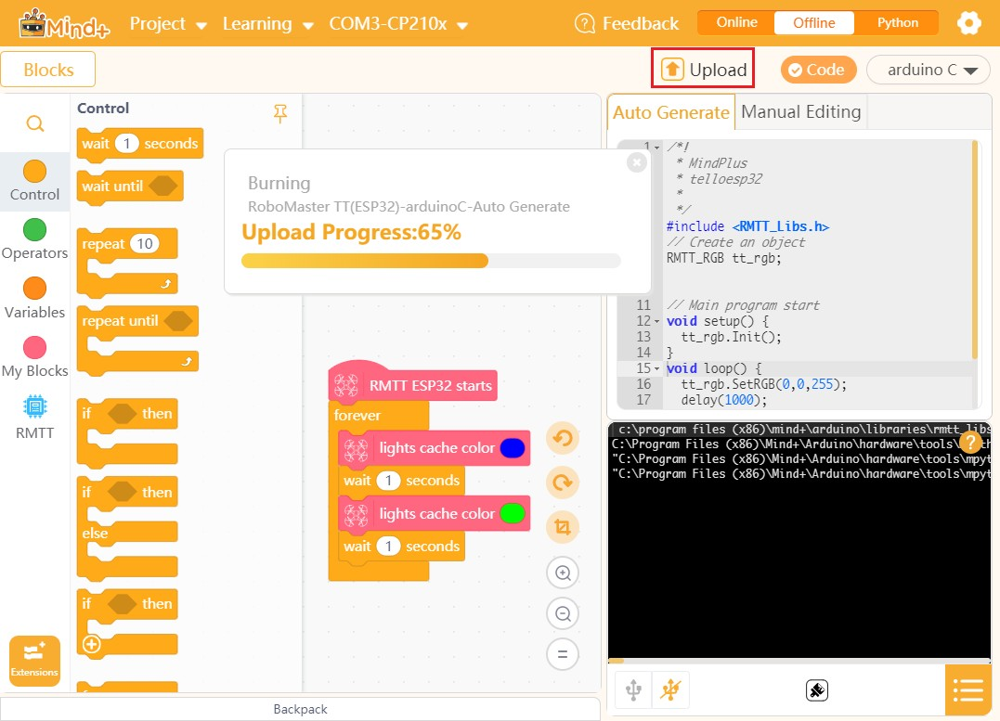 Mind+
Project
Learning
COM3-CP210x
Feedback
Online
Offline
Python
Blocks
Upload
Code
arduino C
Control
Operators
Variables
My Blocks
RMTT
Extensions
Control
wait 1 seconds
wait until
repeat 10
repeat until
if then
if then
else
if then
Burning
RoboMaster TT(ESP32)-arduinoC-Auto Generate
Upload Progress:65%
RMTT ESP32 starts
forever
lights cache color
wait 1 seconds
lights cache color
wait 1 seconds
Backpack
Auto Generate
Manual Editing
1 /*!
* MindPlus
* telloesp32
*
*/
#include <RMTT_Libs.h>
// Create an object
RMTT_RGB tt_rgb;
11 // Main program start
12 void setup() {
13 tt_rgb.Init();
14 }
15 void loop() {
16 tt_rgb.SetRGB(0,0,255);
17 delay(1000);
c:\program files (x86)\mind+\arduino\libraries\rmtt_libs
C:\Program Files (x86)\Mind+\Arduino\hardware\tools\
"C:\Program Files (x86)\Mind+\Arduino\hardware\tools\mpyt
"C:\Program Files (x86)\Mind+\Arduino\hardware\tools\mpyt